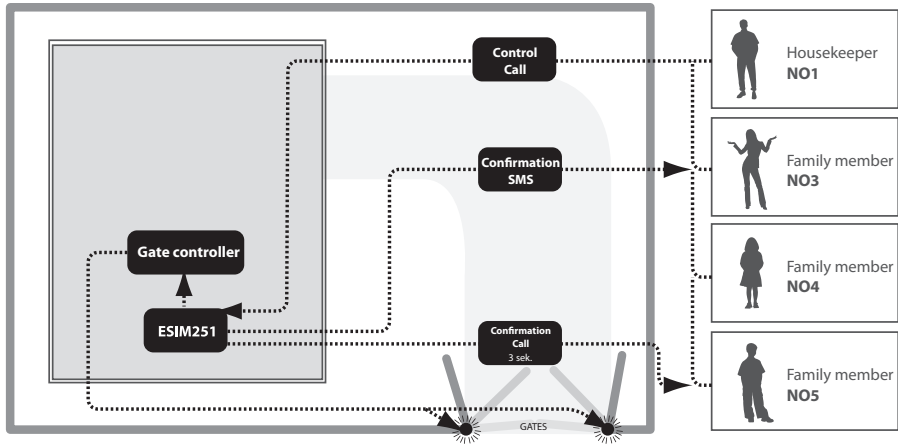 Control
Call
Housekeeper
NO1
Confirmation
SMS
Family member
NO3
Gate controller
Family member
NO4
ESIM251
Confirmation
Call
3 sek.
Family member
NO5
GATES